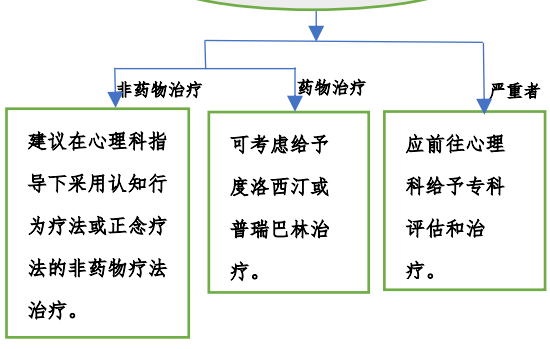 非药物治疗
药物治疗
严重者
建议在心理科指
导下采用认知行
为疗法或正念疗
法的非药物疗法
治疗。
可考虑给予
度洛西汀或
普瑞巴林治
疗。
应前往心理
科给予专科
评估和治
疗。